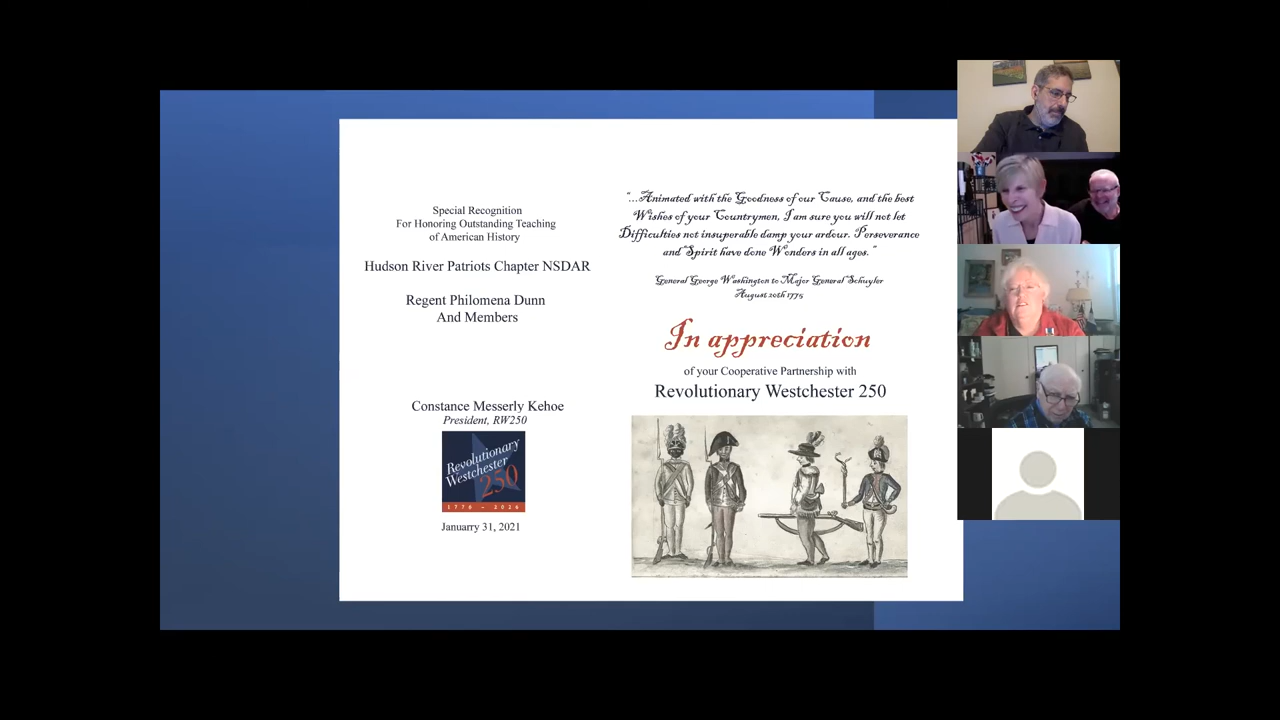 Special Recognition
For Honoring Outstanding Teaching
of American History
Hudson River Patriots Chapter NSDAR
Regent Philomena Dunn
And Members
Constance Messerly Kehoe
President, RW250
Revolutionary
Westchester
250
1776 – 2026
Januarry 31, 2021
"...Animated with the Goodness of our Cause, and the best
Wishes of your Countrymen, I am sure you will not let
Difficulties not insuperable damp your ardour. Perseverance
and Spirit have done Wonders in all ages."
General George Washington to Major General Schuyler
August 20th 1775
In appreciation
of your Cooperative Partnership with
Revolutionary Westchester 250